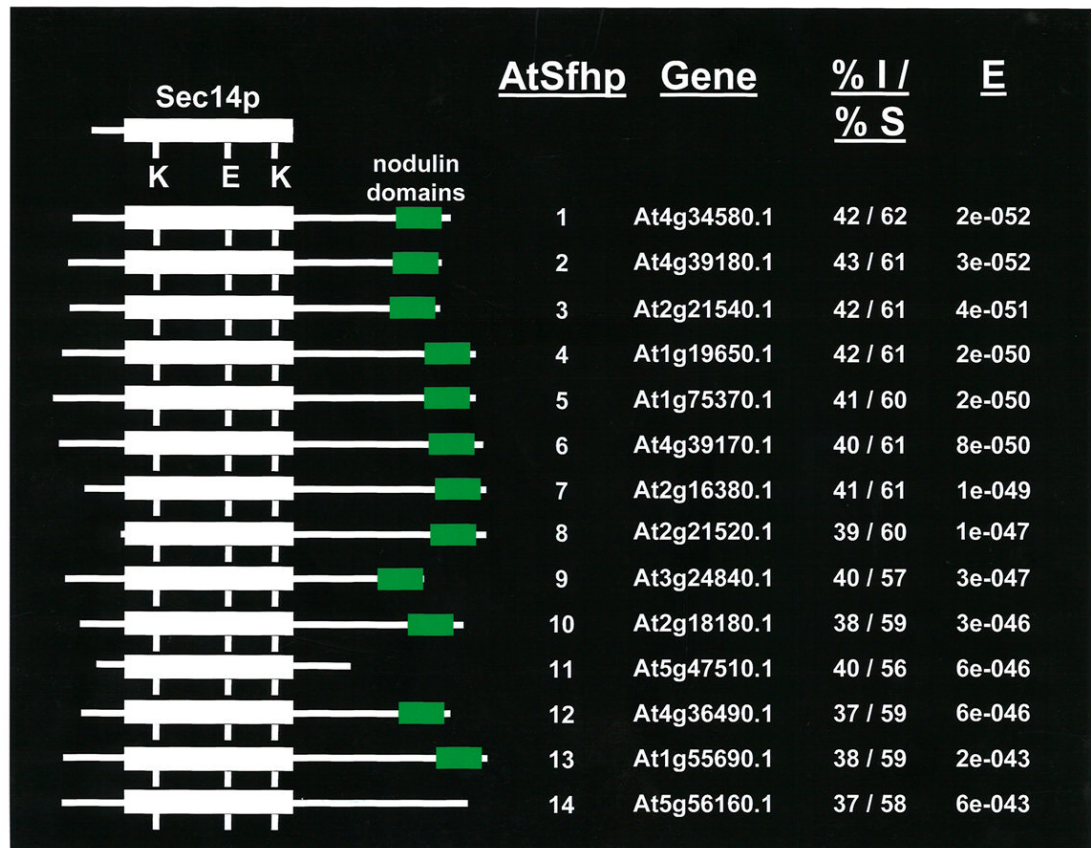 AtSfhp Gene % I / E
% S
Sec14p
K E K
nodulin
domains
1 At4g34580.1 42 / 62 2e-052
2 At4g39180.1 43 / 61 3e-052
3 At2g21540.1 42 / 61 4e-051
4 At1g19650.1 42 / 61 2e-050
5 At1g75370.1 41 / 60 2e-050
6 At4g39170.1 40 / 61 8e-050
7 At2g16380.1 41 / 61 1e-049
8 At2g21520.1 39 / 60 1e-047
9 At3g24840.1 40 / 57 3e-047
10 At2g18180.1 38 / 59 3e-046
11 At5g47510.1 40 / 56 6e-046
12 At4g36490.1 37 / 59 6e-046
13 At1g55690.1 38 / 59 2e-043
14 At5g56160.1 37 / 58 6e-043